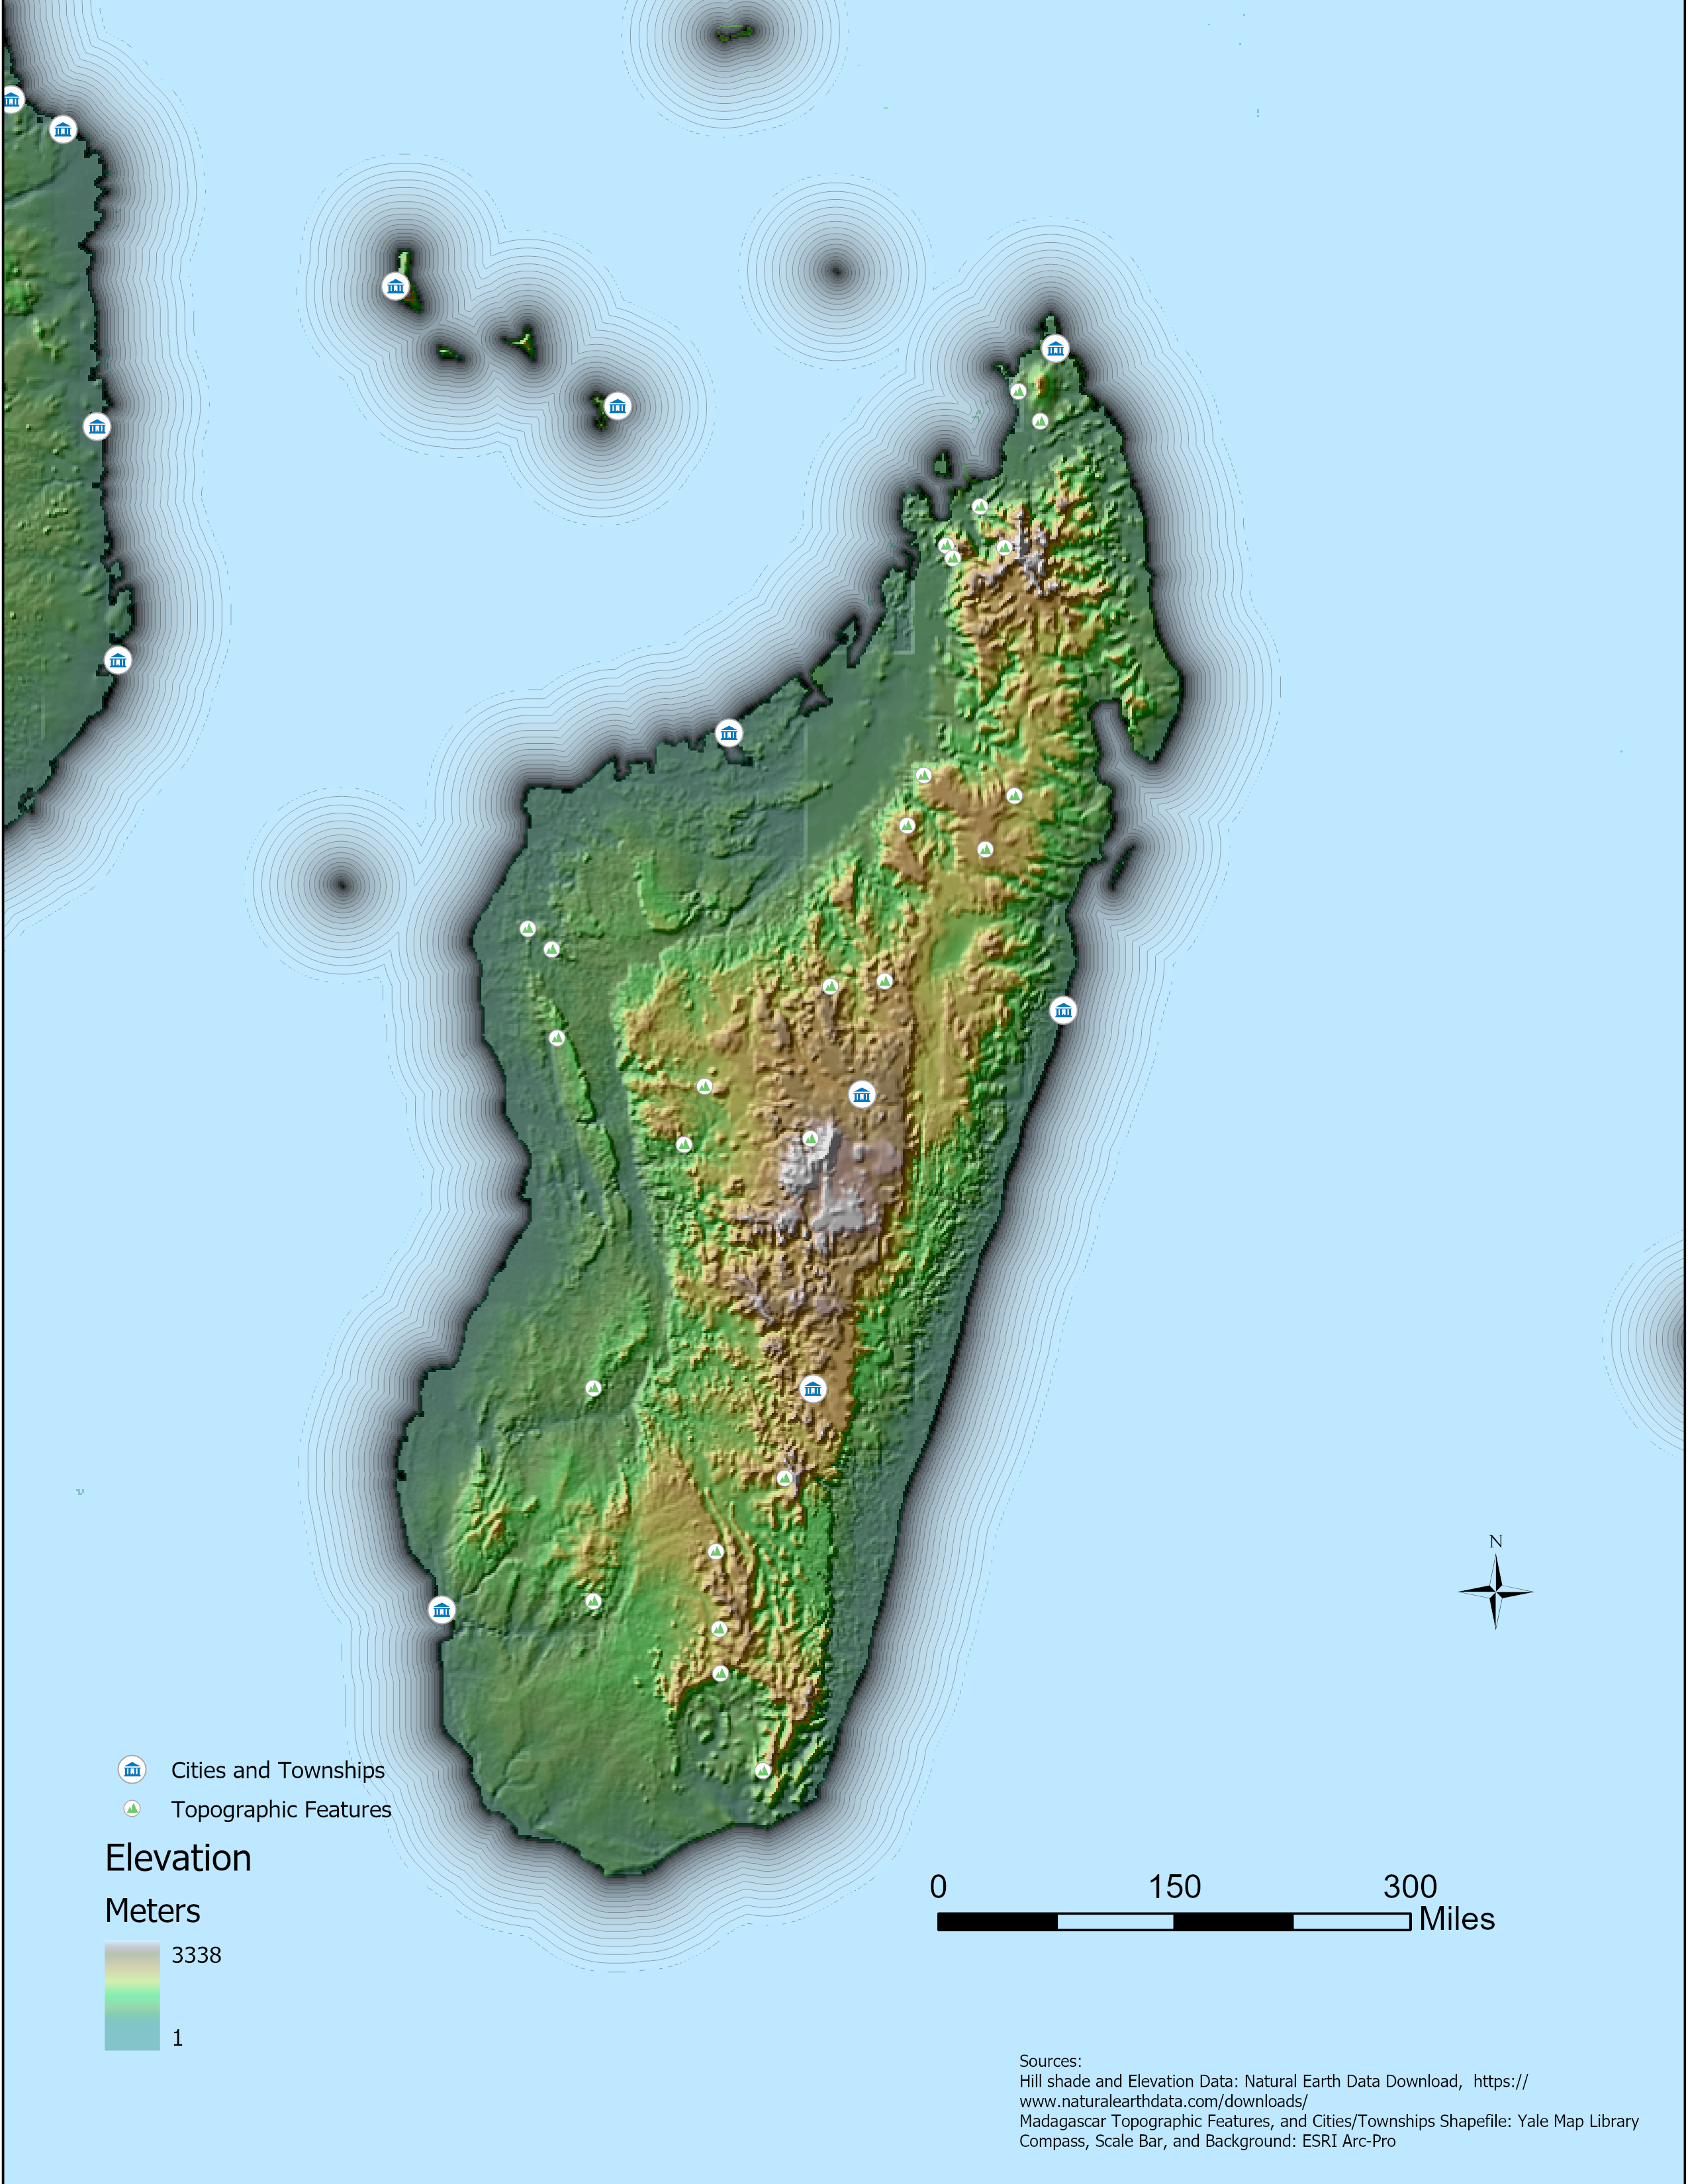 N
Cities and Townships
Topographic Features
Elevation
Meters
3338
1
0 150 300
Miles
Sources:
Hill shade and Elevation Data: Natural Earth Data Download, https://
www.naturalearthdata.com/downloads/
Madagascar Topographic Features, and Cities/Townships Shapefile: Yale Map Library
Compass, Scale Bar, and Background: ESRI Arc-Pro